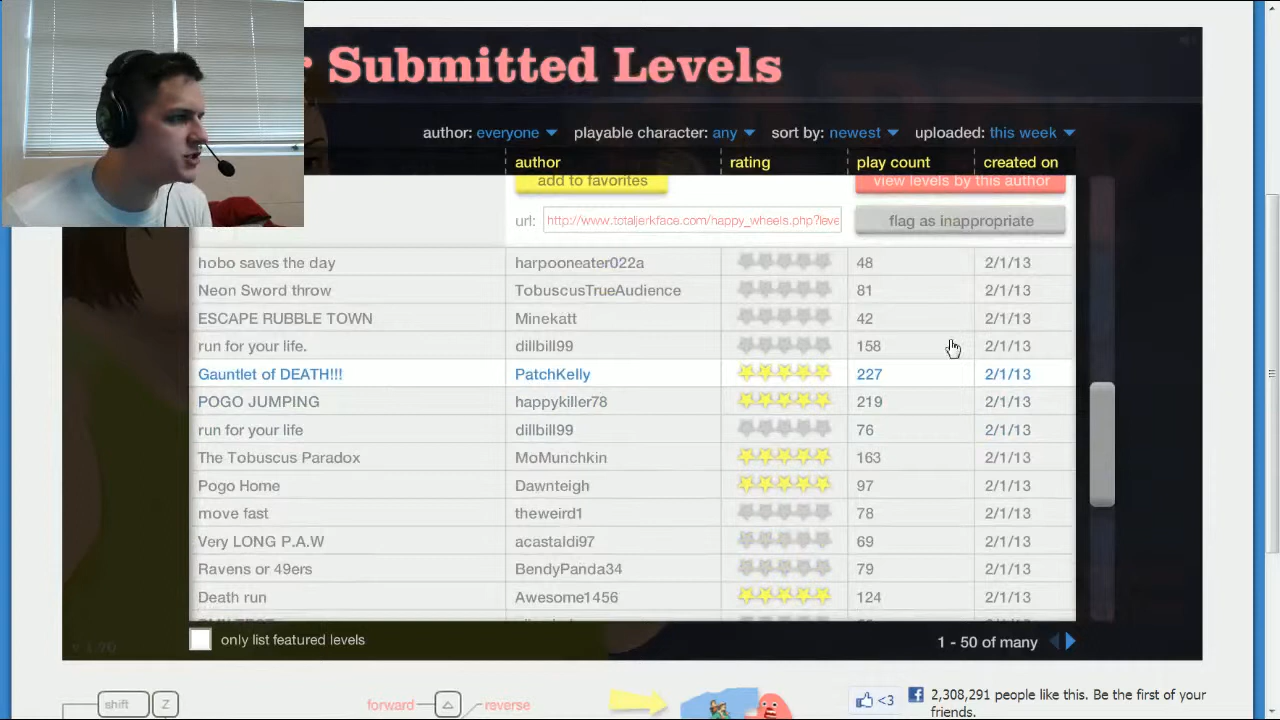 Submitted Levels
author: everyone playable character: any sort by: newest uploaded: this week
author rating play count created on
add to favorites view levels by this author
url: http://www.totaljerkface.com/happy_wheels.php?leve flag as inappropriate
hobo saves the day harpooneater022a 48 2/1/13
Neon Sword throw TobuscusTrueAudience 81 2/1/13
ESCAPE RUBBLE TOWN Minekatt 42 2/1/13
run for your life. dillbill99 158 2/1/13
Gauntlet of DEATH!!! PatchKelly 227 2/1/13
POGO JUMPING happykiller78 219 2/1/13
run for your life dillbill99 76 2/1/13
The Tobuscus Paradox MoMunchkin 163 2/1/13
Pogo Home Dawnteigh 97 2/1/13
move fast theweird1 78 2/1/13
Very LONG P.A.W acastaldi97 69 2/1/13
Ravens or 49ers BendyPanda34 79 2/1/13
Death run Awesome1456 124 2/1/13
only list featured levels 1 - 50 of many
v 1.70
shift Z forward reverse <3 2,308,291 people like this. Be the first of your
friends.